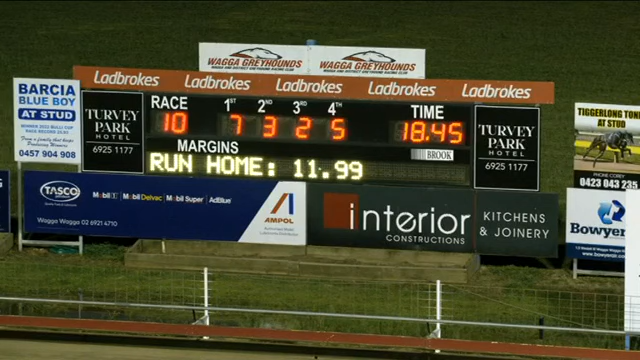 WAGGA GREYHOUNDS
WAGGA GREYHOUNDS
Ladbrokes Ladbrokes Ladbrokes Ladbrokes Ladbrokes
BARCIA
BLUE BOY
AT STUD
0457 904 908
TURVEY
PARK
HOTEL
6925 1177
RACE 1ST 2ND 3RD 4TH TIME
10 7 3 2 5 18.45
MARGINS
BROOK
RUN HOME: 11.99
TURVEY
PARK
HOTEL
6925 1177
TIGGERLONG TONK
AT STUD
PHONE COREY
0423 043 235
TASCO
Wagga Wagga 02 6921 4710
Mobil 1 Mobil Delvac Mobil Super AdBlue
AMPOL
interior
CONSTRUCTIONS
KITCHENS
& JOINERY
Bowyer